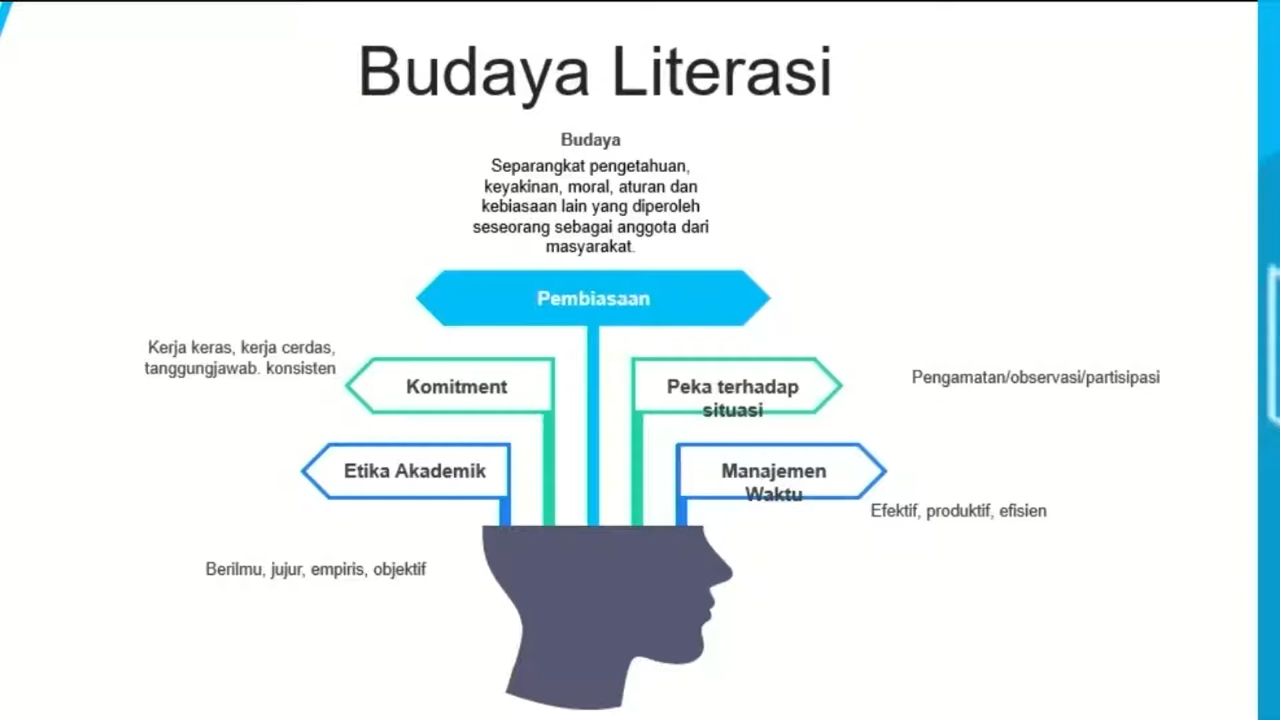 Budaya Literasi
Budaya
Separangkat pengetahuan,
keyakinan, moral, aturan dan
kebiasaan lain yang diperoleh
seseorang sebagai anggota dari
masyarakat.
Pembiasaan
Kerja keras, kerja cerdas,
tanggungjawab. konsisten
Komitment
Peka terhadap
situasi
Pengamatan/observasi/partisipasi
Etika Akademik
Manajemen
Waktu
Efektif, produktif, efisien
Berilmu, jujur, empiris, objektif